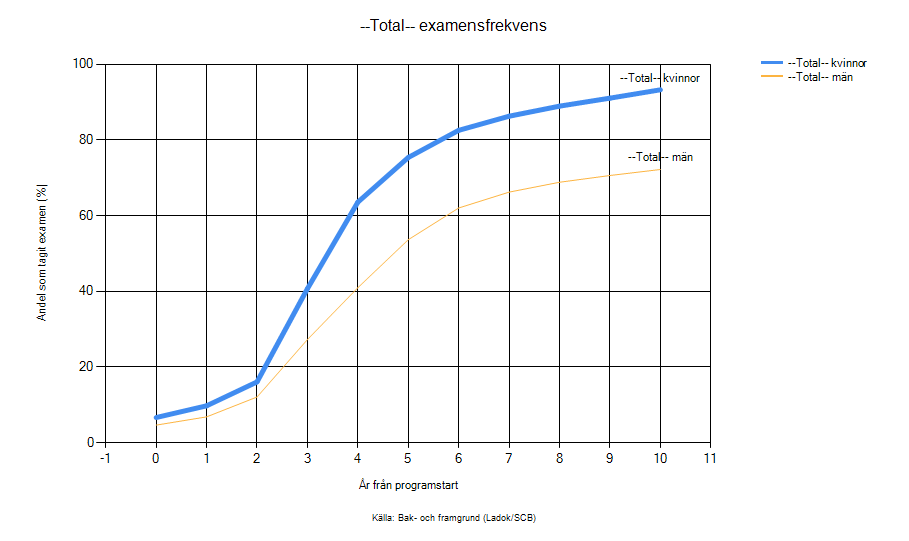 --Total-- examensfrekvens
--Total-- kvinnor
--Total-- män
Andel som tagit examen (%)
100
80
60
40
20
0
--Total-- kvinnor
--Total-- män
-1 0 1 2 3 4 5 6 7 8 9 10 11
År från programstart
Källa: Bak- och framgrund (Ladok/SCB)